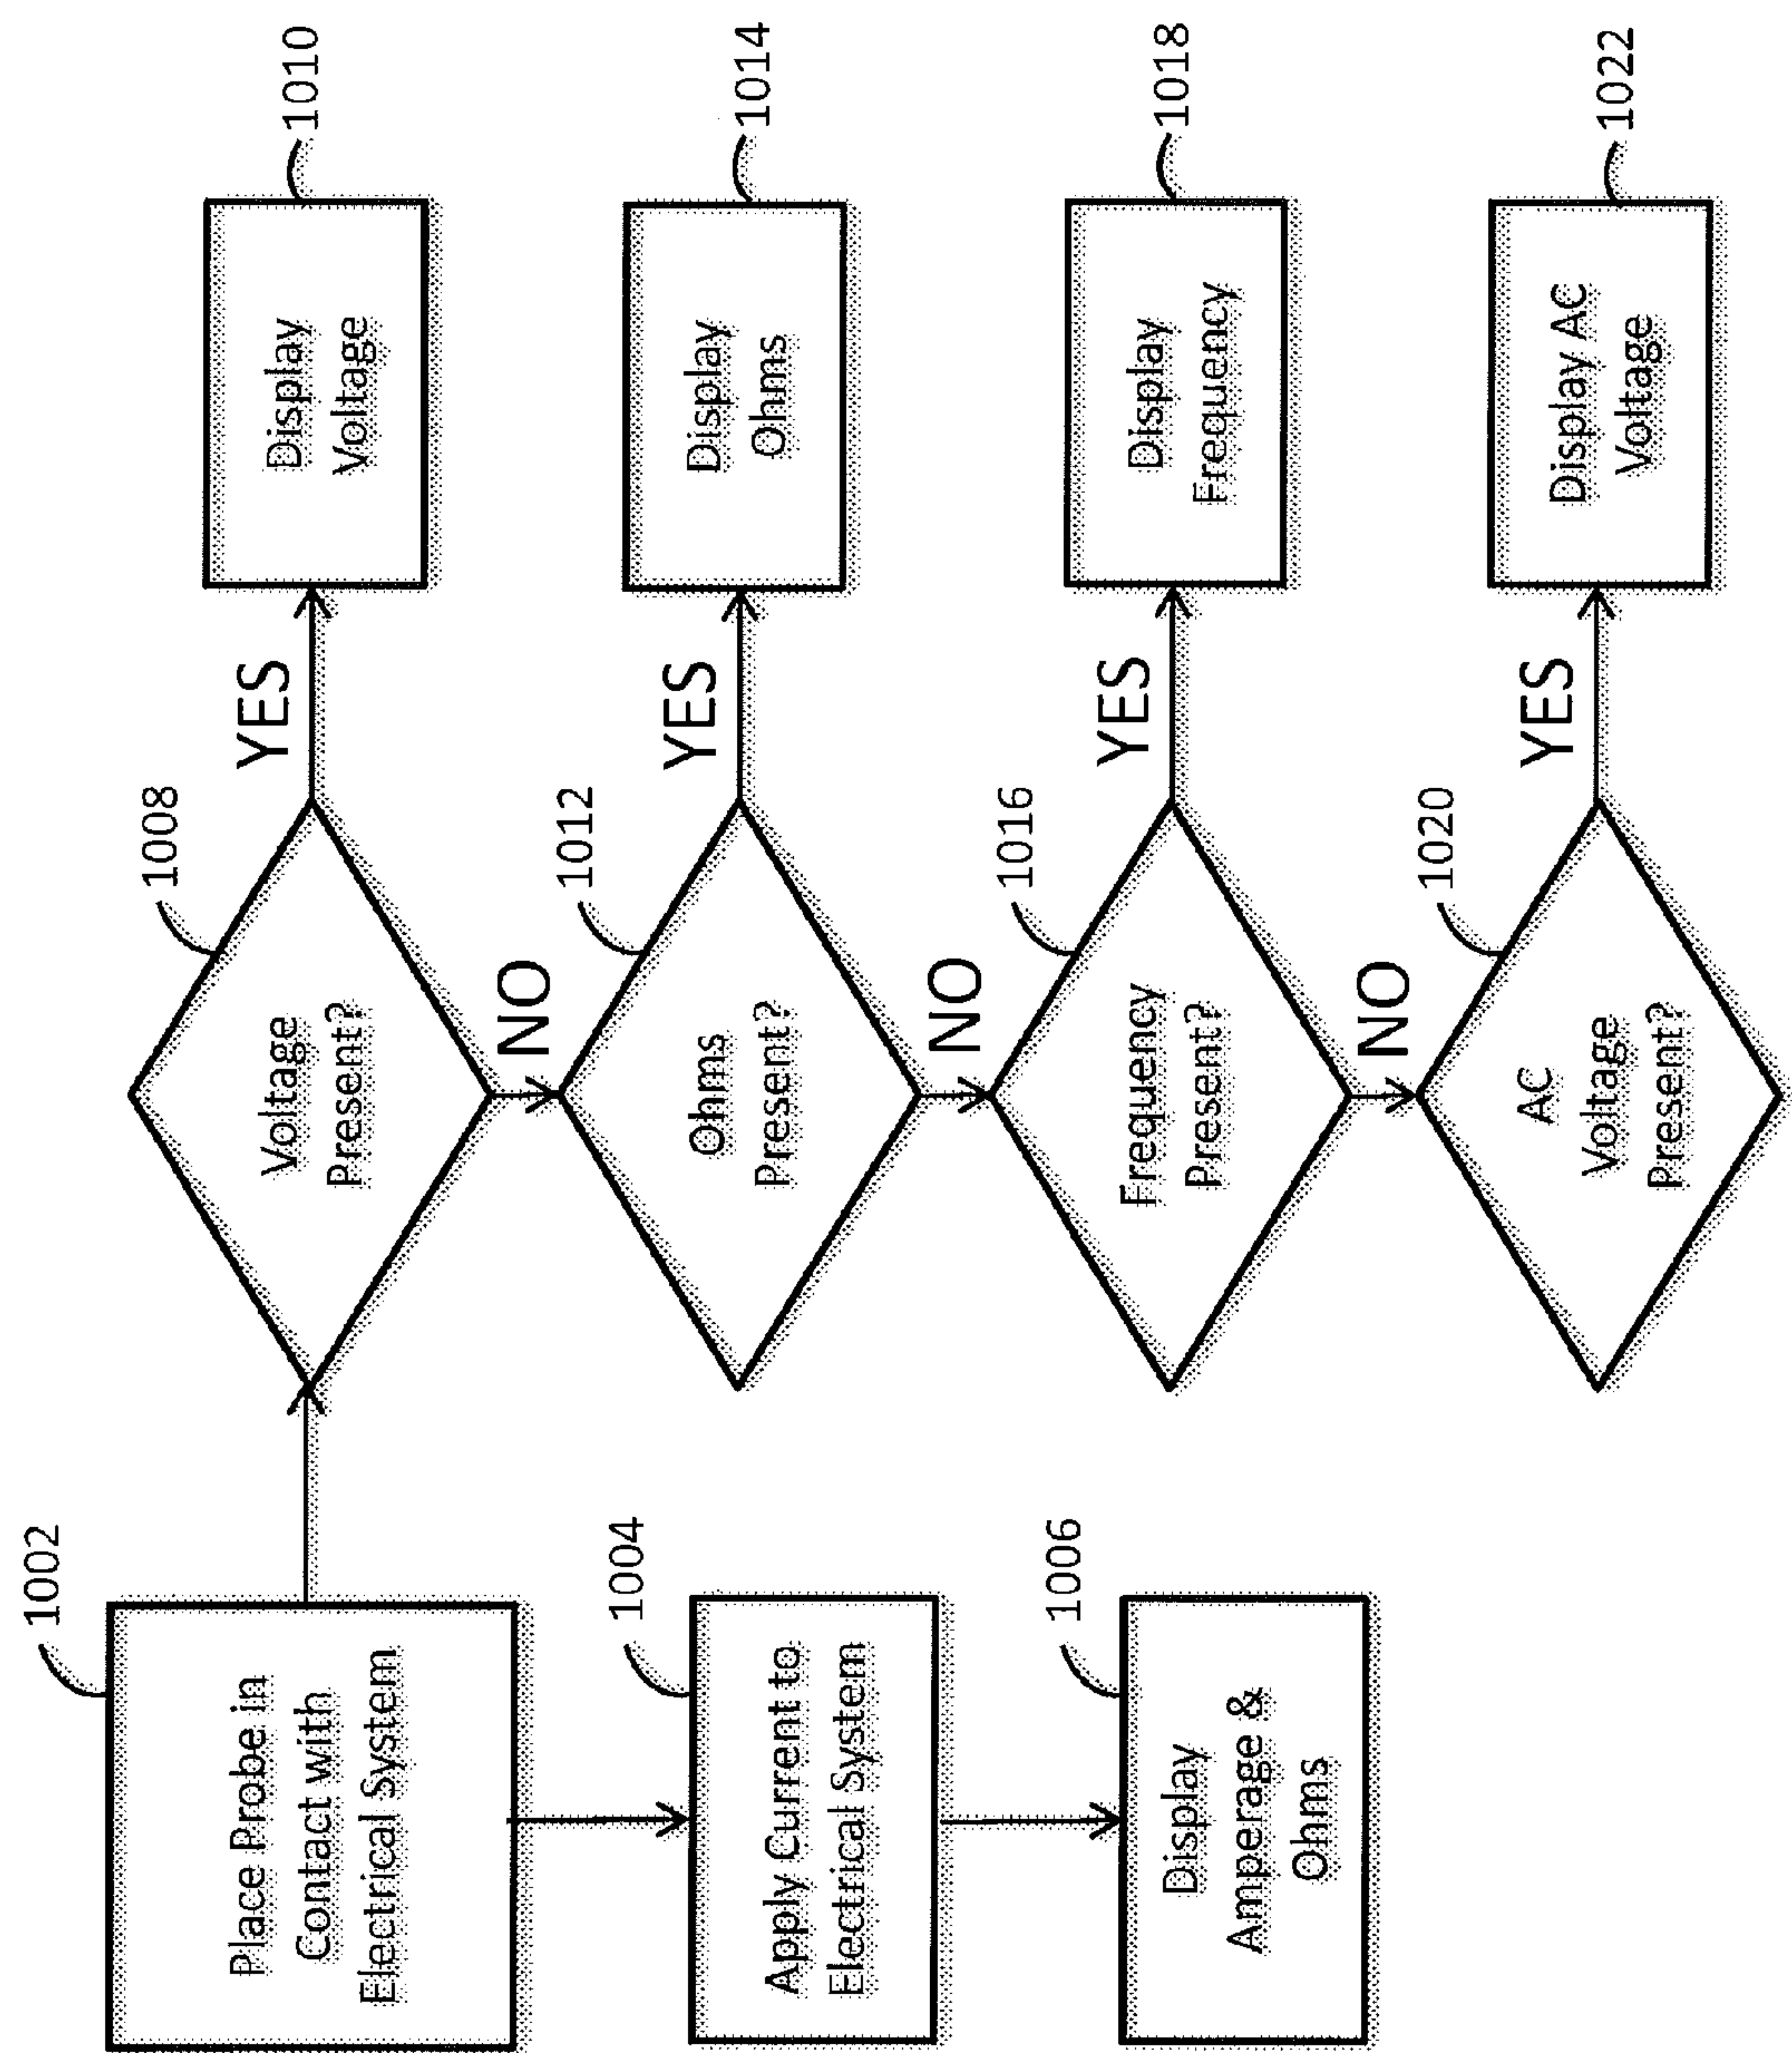 1002
Place Probe in
Contact with
Electrical System
1004
Apply Current to
Electrical System
1006
Display
Amperage &
Ohms
1008
Voltage
Present?
YES
1010
Display
Voltage
NO
1012
Ohms
Present?
YES
1014
Display
Ohms
NO
1016
Frequency
Present?
YES
1018
Display
Frequency
NO
1020
AC
Voltage
Present?
YES
1022
Display AC
Voltage